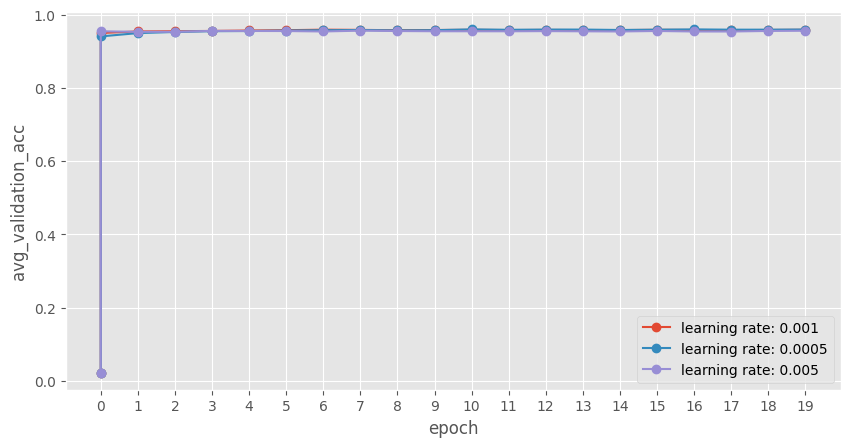 1.0
0.8
0.6
0.4
0.2
0.0
avg_validation_acc
learning rate: 0.001
learning rate: 0.0005
learning rate: 0.005
0 1 2 3 4 5 6 7 8 9 10 11 12 13 14 15 16 17 18 19
epoch